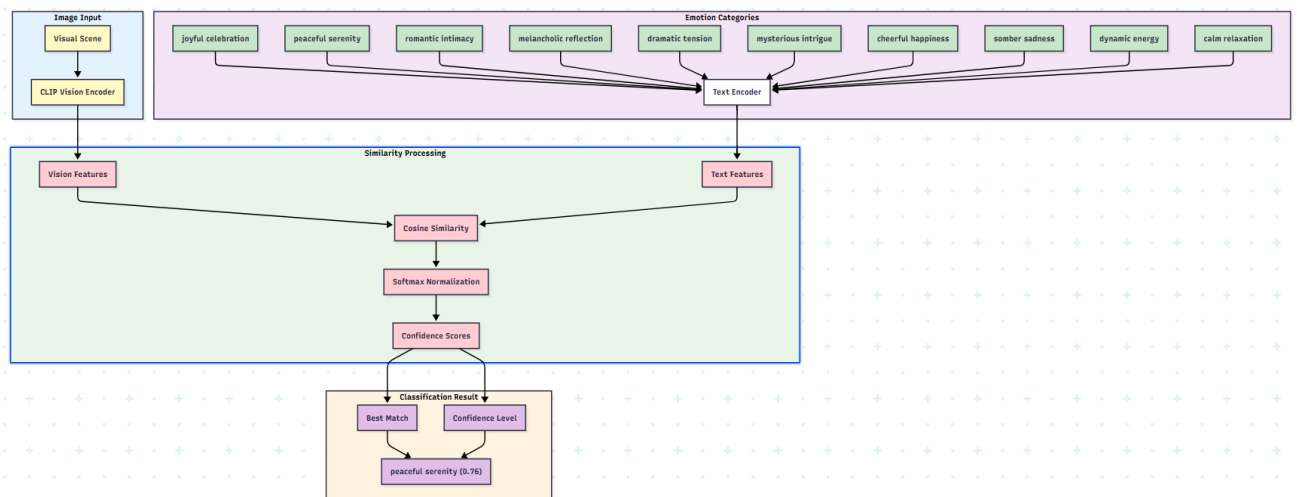 Image Input
Emotion Categories
Visual Scene
joyful celebration
peaceful serenity
romantic intimacy
melancholic reflection
dramatic tension
mysterious intrigue
cheerful happiness
somber sadness
dynamic energy
calm relaxation
CLIP Vision Encoder
Text Encoder
Similarity Processing
Vision Features
Text Features
Cosine Similarity
Softmax Normalization
Confidence Scores
Classification Result
Best Match
Confidence Level
peaceful serenity (0.76)